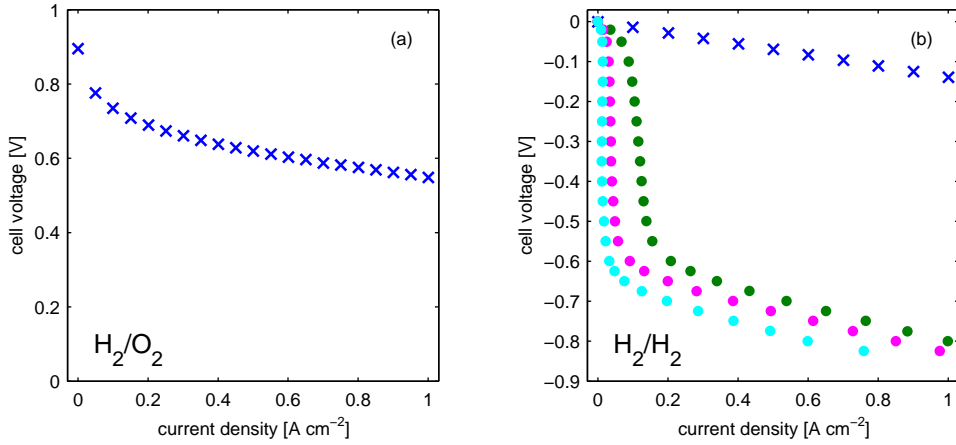 1
0.8
0.6
0.4
0.2
0
cell voltage [V]
(a)
H₂/O₂
0 0.2 0.4 0.6 0.8 1
current density [A cm⁻²]
0
−0.1
−0.2
−0.3
−0.4
−0.5
−0.6
−0.7
−0.8
−0.9
cell voltage [V]
(b)
H₂/H₂
0 0.2 0.4 0.6 0.8 1
current density [A cm⁻²]